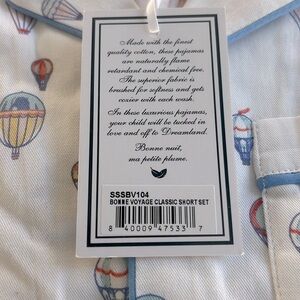 Made with the finest
quality cotton, these pajamas
are naturally flame
retardant and chemical free.
The superior fabric is
brushed for softness and gets
cozier with each wash.
In these luxurious pajamas,
your child will be tucked in
love and off to Dreamland.
Bonne nuit,
ma petite plume.
SSSBV104
BONNE VOYAGE CLASSIC SHORT SET
8 40009 47533 7